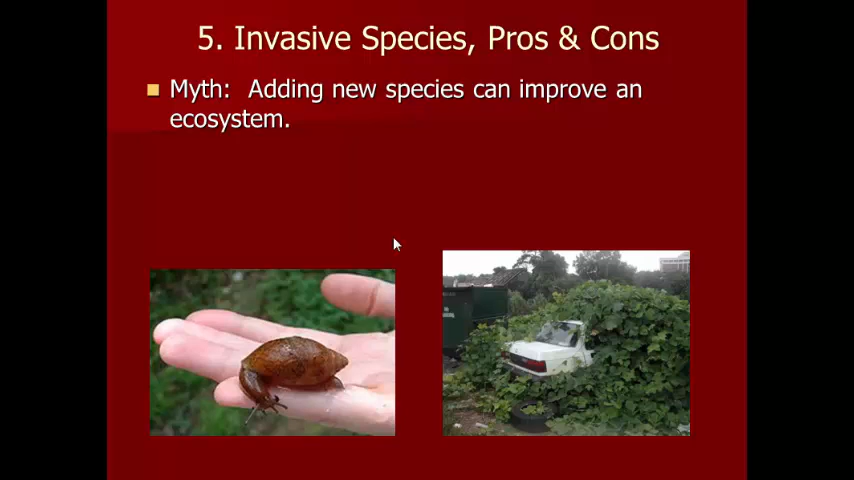 5. Invasive Species, Pros & Cons
Myth: Adding new species can improve an
ecosystem.